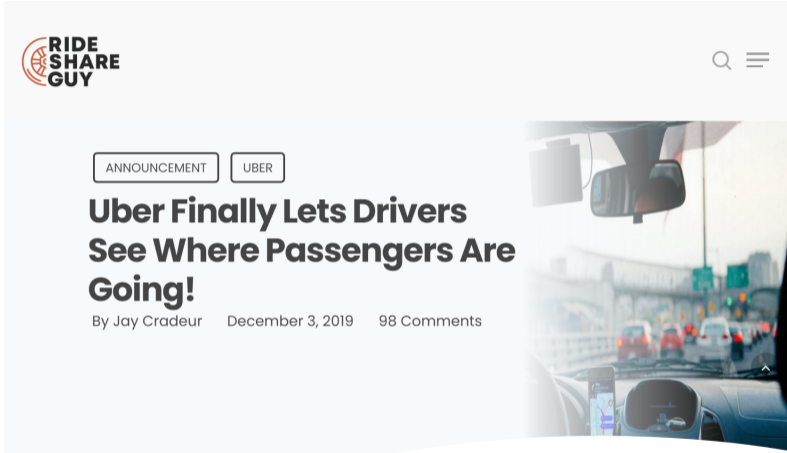 RIDE
SHARE
GUY
ANNOUNCEMENT
UBER
Uber Finally Lets Drivers
See Where Passengers Are
Going!
By Jay Cradeur December 3, 2019 98 Comments